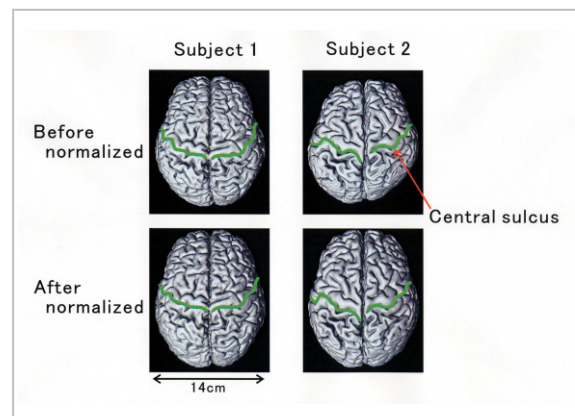 Subject 1
Subject 2
Before
normalized
Central sulcus
After
normalized
14cm